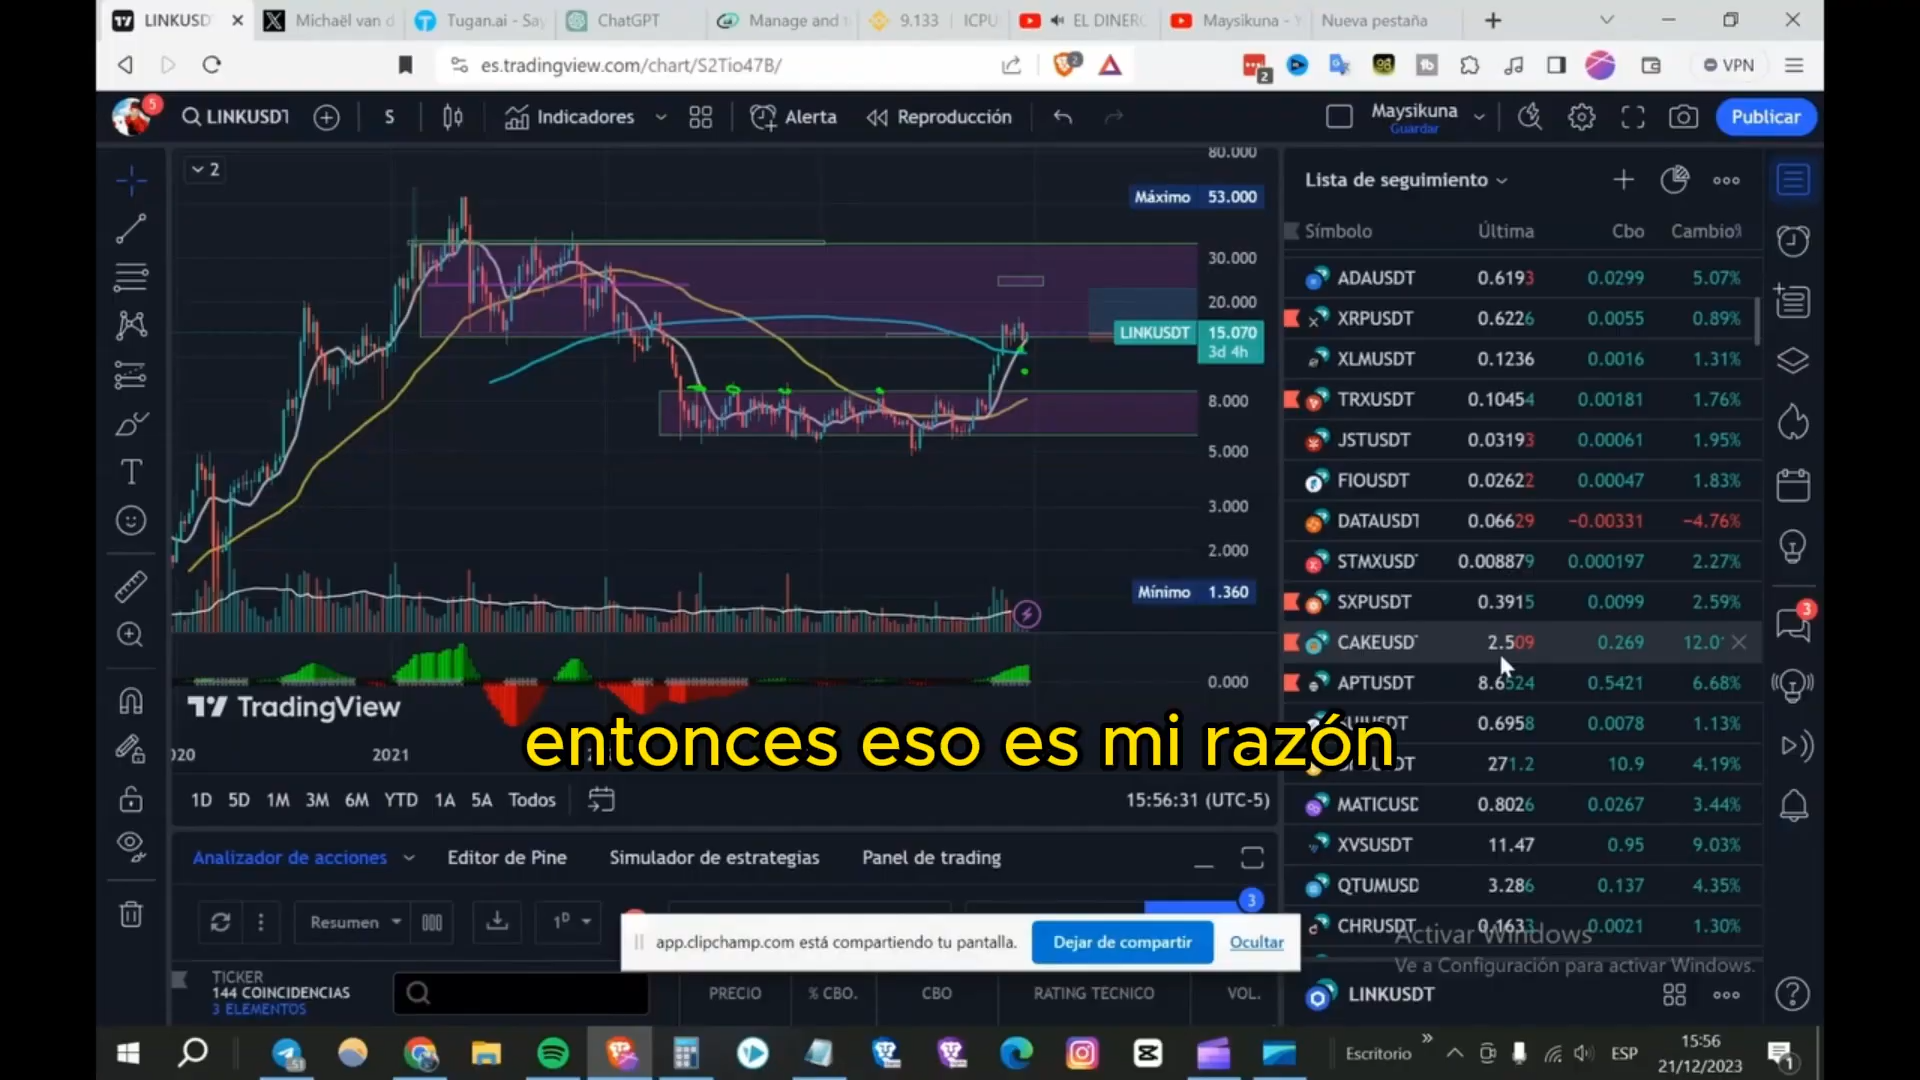 LINKUSD
Michaël van d
Tugan.ai - Say
ChatGPT
Manage and t
9.133
ICPU
EL DINER
Maysikuna - Y
Nueva pestaña
es.tradingview.com/chart/S2Tio47B/
2
2
VPN
5
LINKUSDT
S
Indicadores
Alerta
Reproducción
Maysikuna
Guardar
Publicar
2
80.000
Máximo 53.000
30.000
20.000
LINKUSDT 15.070
3d 4h
8.000
5.000
3.000
2.000
Mínimo 1.360
0.000
TradingView
2021
Lista de seguimiento
Símbolo Última Cbo Cambio%
ADAUSDT 0.6193 0.0299 5.07%
XRPUSDT 0.6226 0.0055 0.89%
XLMUSDT 0.1236 0.0016 1.31%
TRXUSDT 0.10454 0.00181 1.76%
JSTUSDT 0.03193 0.00061 1.95%
FIOUSDT 0.02622 0.00047 1.83%
DATAUSDT 0.06629 −0.00331 −4.76%
STMXUSDT 0.008879 0.000197 2.27%
SXPUSDT 0.3915 0.0099 2.59%
CAKEUSDT 2.509 0.269 12.0
APTUSDT 8.6524 0.5421 6.68%
0.6958 0.0078 1.13%
271.2 10.9 4.19%
MATICUSD 0.8026 0.0267 3.44%
XVSUSDT 11.47 0.95 9.03%
QTUMUSD 3.286 0.137 4.35%
CHRUSDT 0.1633 0.0021 1.30%
LINKUSDT
3
entonces eso es mi razón
1D 5D 1M 3M 6M YTD 1A 5A Todos
15:56:31 (UTC-5)
Analizador de acciones
Editor de Pine
Simulador de estrategias
Panel de trading
Resumen
1D
3
app.clipchamp.com está compartiendo tu pantalla.
Dejar de compartir
Ocultar
TICKER
144 COINCIDENCIAS
3 ELEMENTOS
PRECIO
% CBO.
CBO
RATING TECNICO
VOL.
Activar Windows
Ve a Configuración para activar Windows.
Escritorio
ESP
15:56
21/12/2023
1